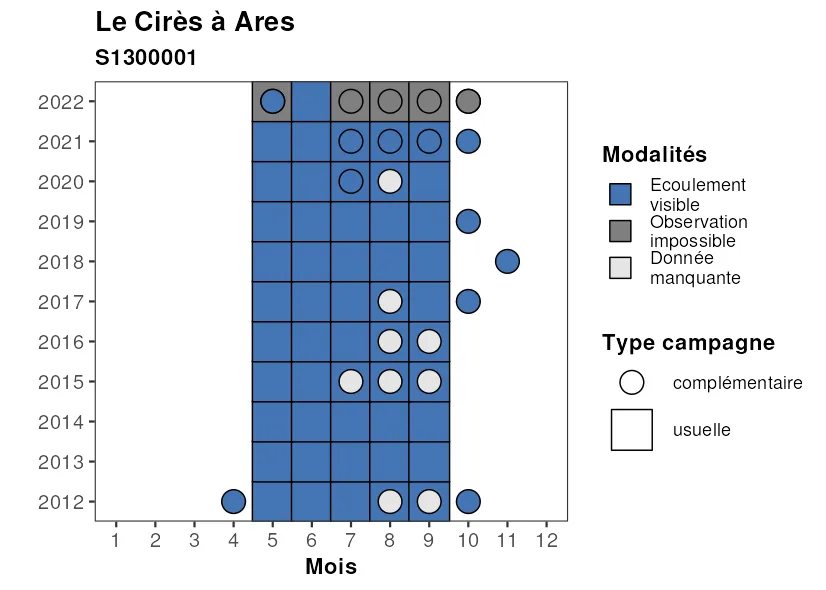 Le Cirès à Ares
S1300001
2022
2021
2020
2019
2018
2017
2016
2015
2014
2013
2012
1 2 3 4 5 6 7 8 9 10 11 12
Mois
Modalités
Ecoulement
visible
Observation
impossible
Donnée
manquante
Type campagne
complémentaire
usuelle